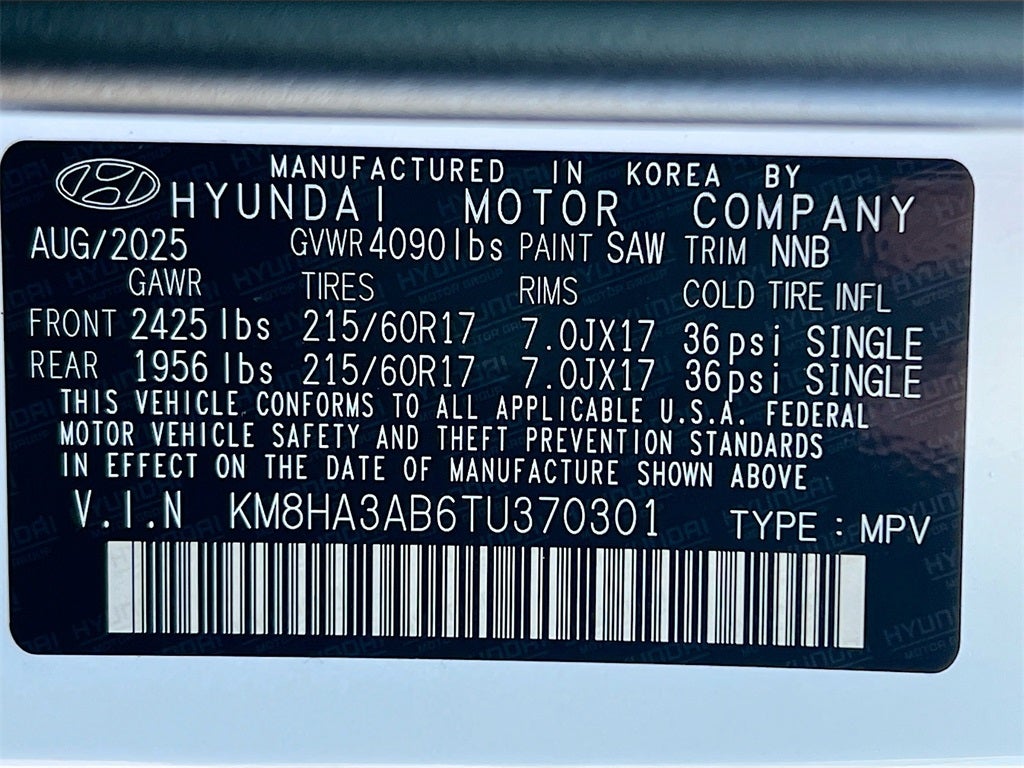 MANUFACTURED IN KOREA BY
HYUNDAI MOTOR COMPANY
AUG/2025 GVWR 4090lbs PAINT SAW TRIM NNB
GAWR TIRES RIMS COLD TIRE INFL
FRONT 2425 lbs 215/60R17 7.0JX17 36psi SINGLE
REAR 1956 lbs 215/60R17 7.0JX17 36psi SINGLE
THIS VEHICLE CONFORMS TO ALL APPLICABLE U.S.A. FEDERAL
MOTOR VEHICLE SAFETY AND THEFT PREVENTION STANDARDS
IN EFFECT ON THE DATE OF MANUFACTURE SHOWN ABOVE
V.I.N KM8HA3AB6TU370301 TYPE : MPV